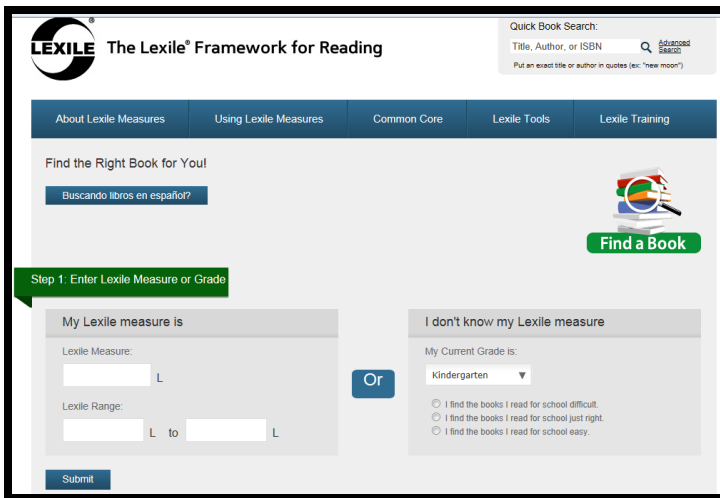 Quick Book Search:
Title, Author, or ISBN
Advanced
Search
Put an exact title or author in quotes (ex: "new moon")
LEXILE
®
The Lexile® Framework for Reading
About Lexile Measures
Using Lexile Measures
Common Core
Lexile Tools
Lexile Training
Find the Right Book for You!
Buscando libros en español?
Find a Book
Step 1: Enter Lexile Measure or Grade
My Lexile measure is
Lexile Measure:
L
Lexile Range:
L to L
Or
I don't know my Lexile measure
My Current Grade is:
Kindergarten
I find the books I read for school difficult.
I find the books I read for school just right.
I find the books I read for school easy.
Submit